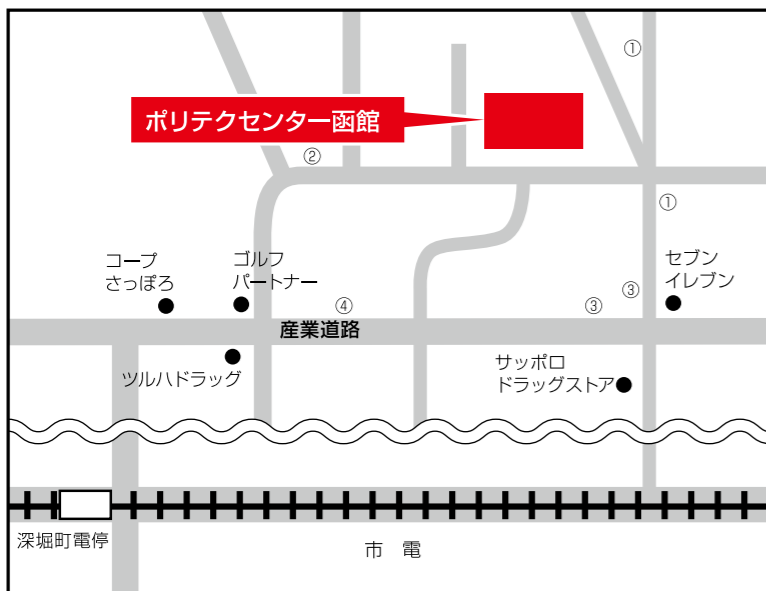 ①
ポリテクセンター函館
②
①
コープ
さっぽろ
ゴルフ
パートナー
セブン
イレブン
④
③
③
産業道路
ツルハドラッグ
サッポロ
ドラッグストア
深堀町電停
市 電